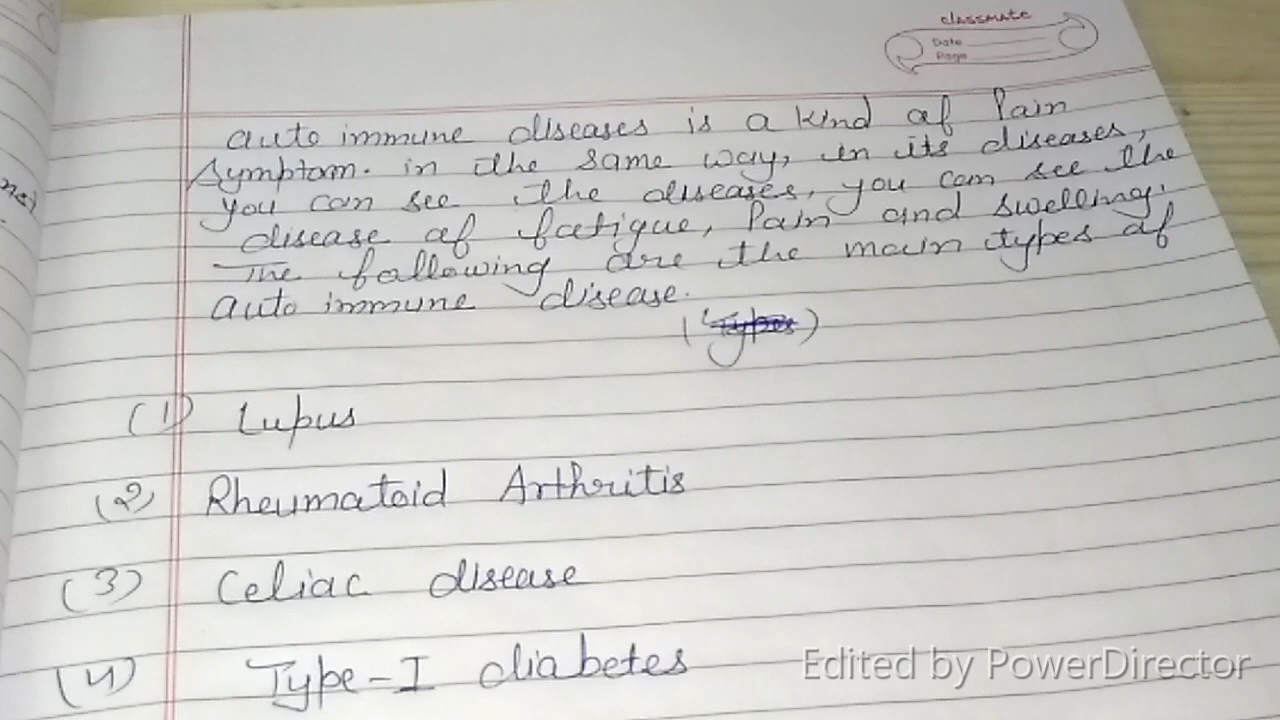 classmate
Date
Page
auto immune diseases is a kind of Pain
Symptom. in the same way, in its diseases,
you can see the diseases, you can see the
disease of fatigue, Pain and swelling.
The following are the main types of
auto immune disease.
(Types)
(1) Lupus
(2) Rheumatoid Arthritis
(3) Celiac disease
(4) Type-I diabetes
Edited by PowerDirector